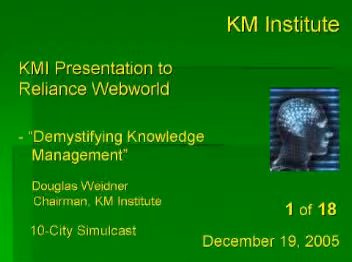 KM Institute
KMI Presentation to
Reliance Webworld
- "Demystifying Knowledge
Management"
Douglas Weidner
Chairman, KM Institute
10-City Simulcast
1 of 18
December 19, 2005